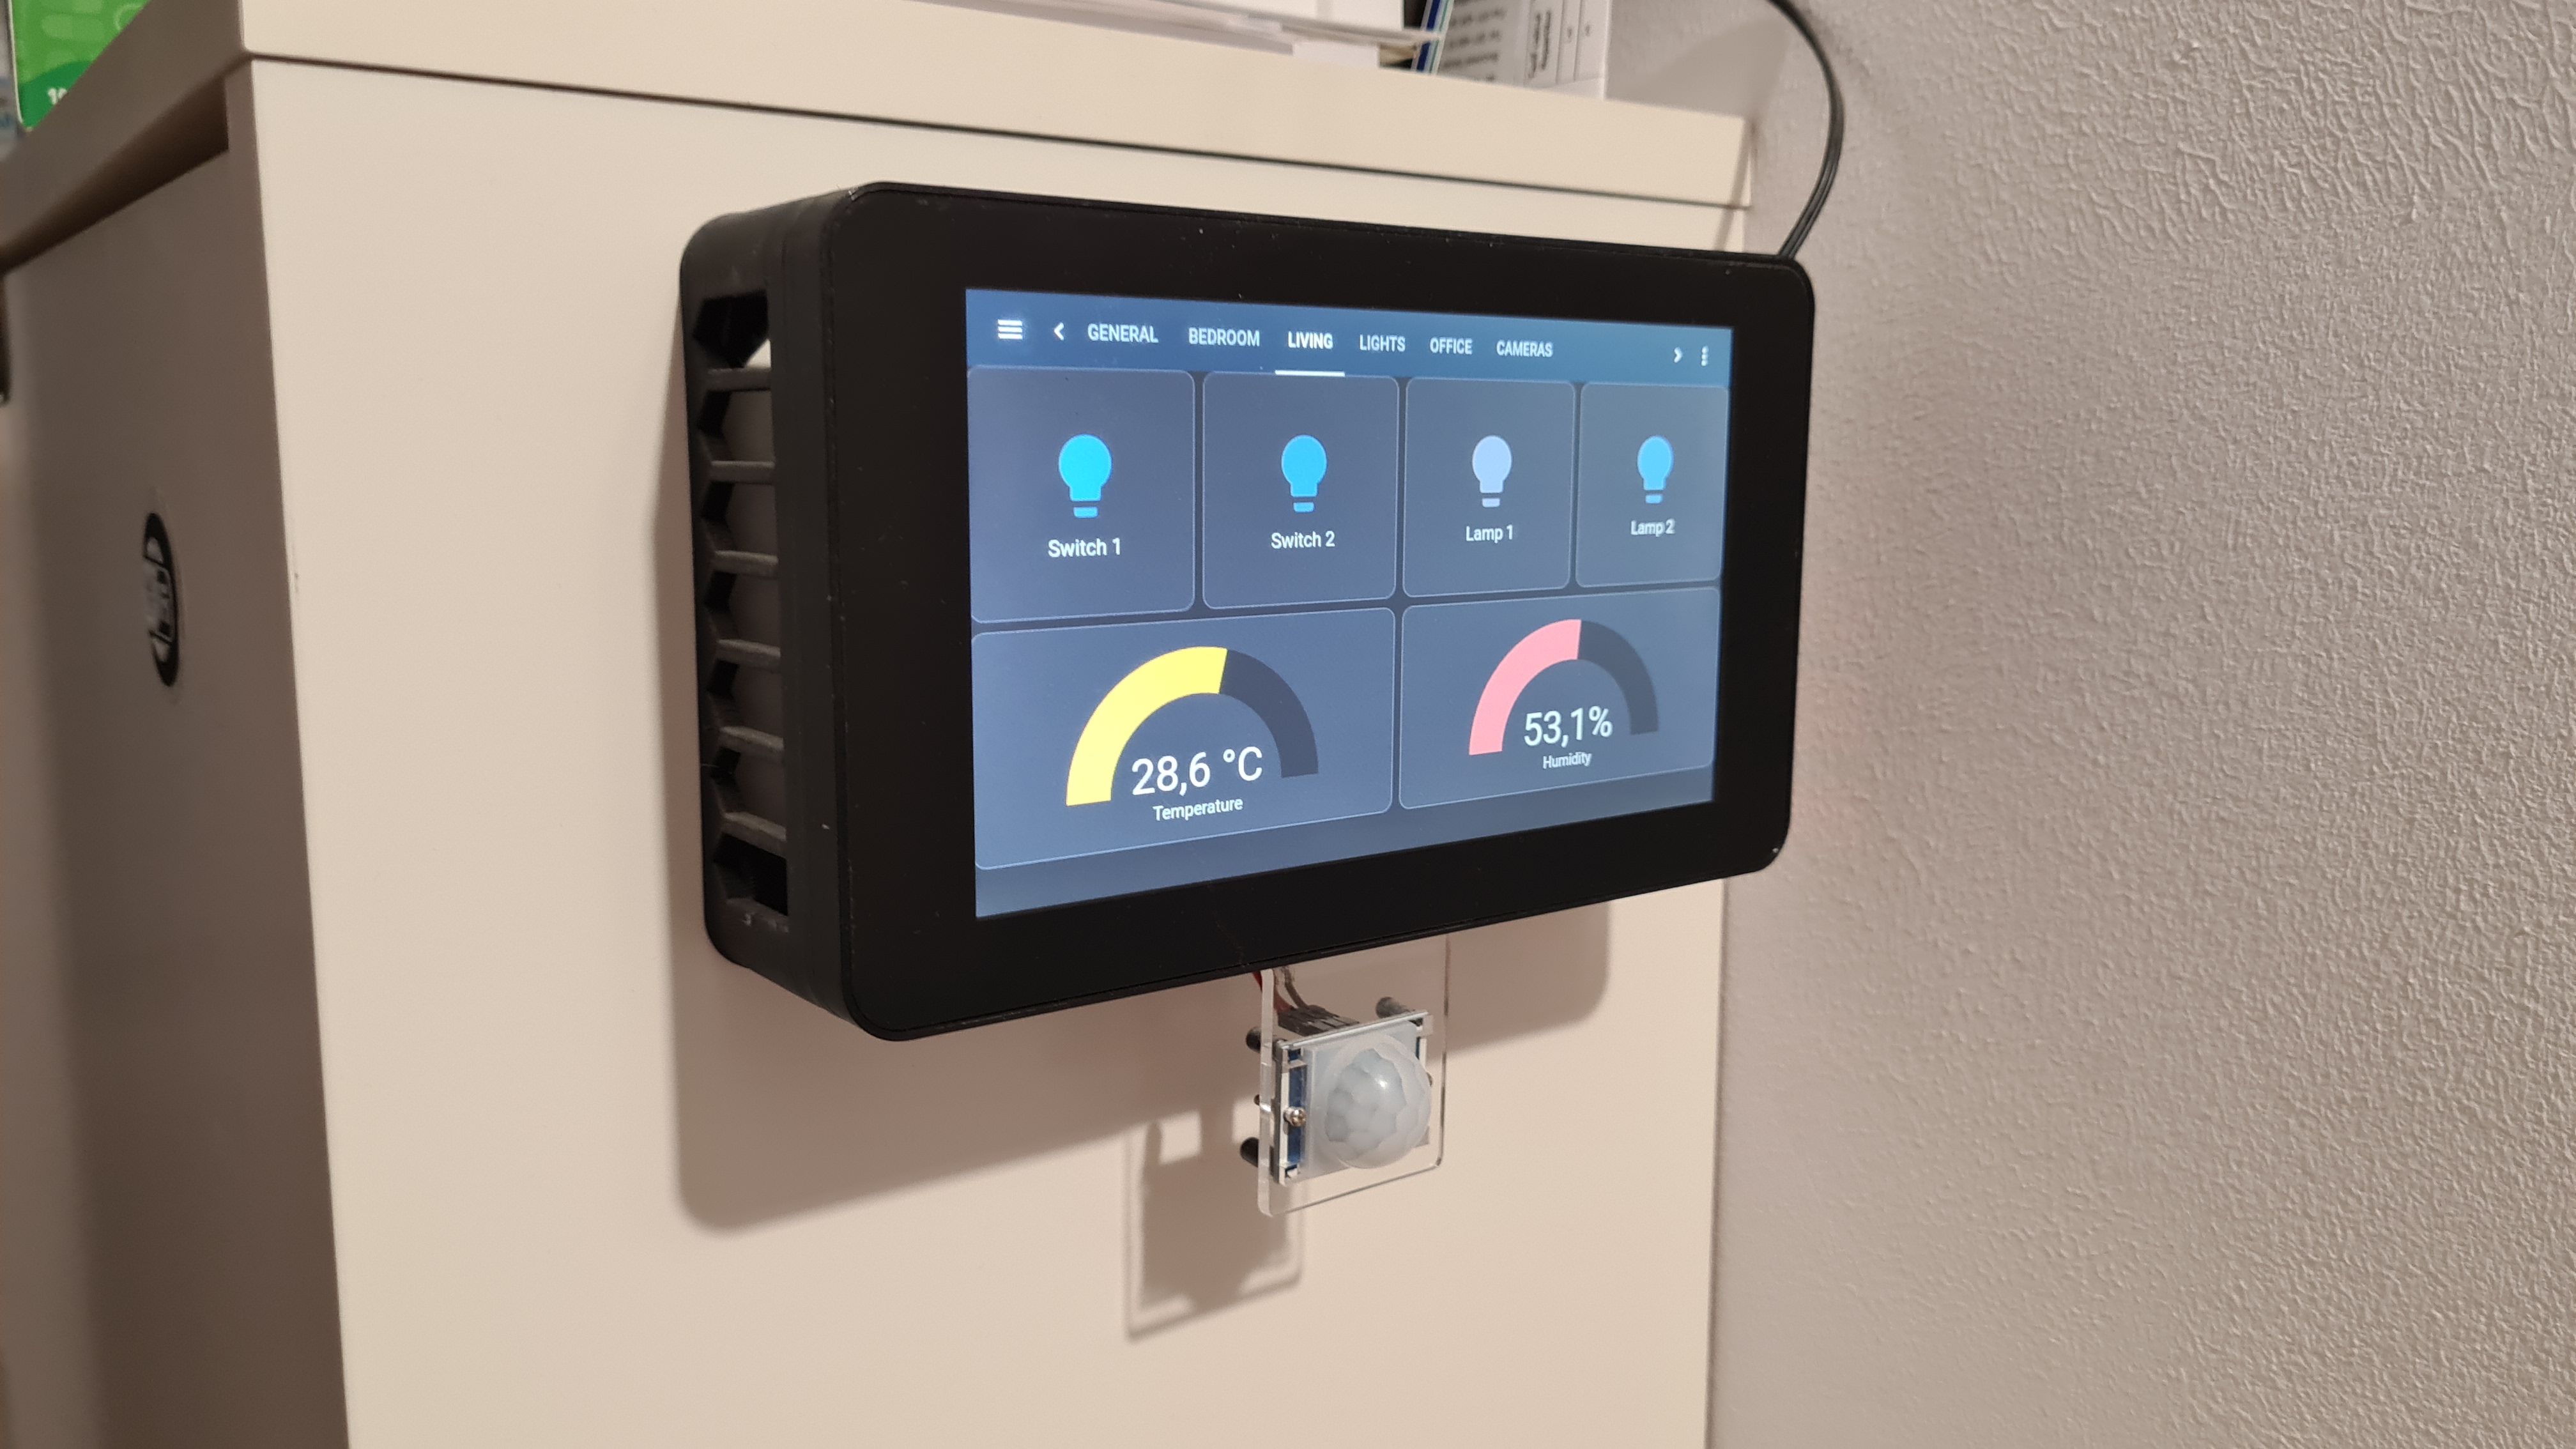 GENERAL BEDROOM LIVING LIGHTS OFFICE CAMERAS
Switch 1
Switch 2
Lamp 1
Lamp 2
28,6 °C
Temperature
53,1%
Humidity